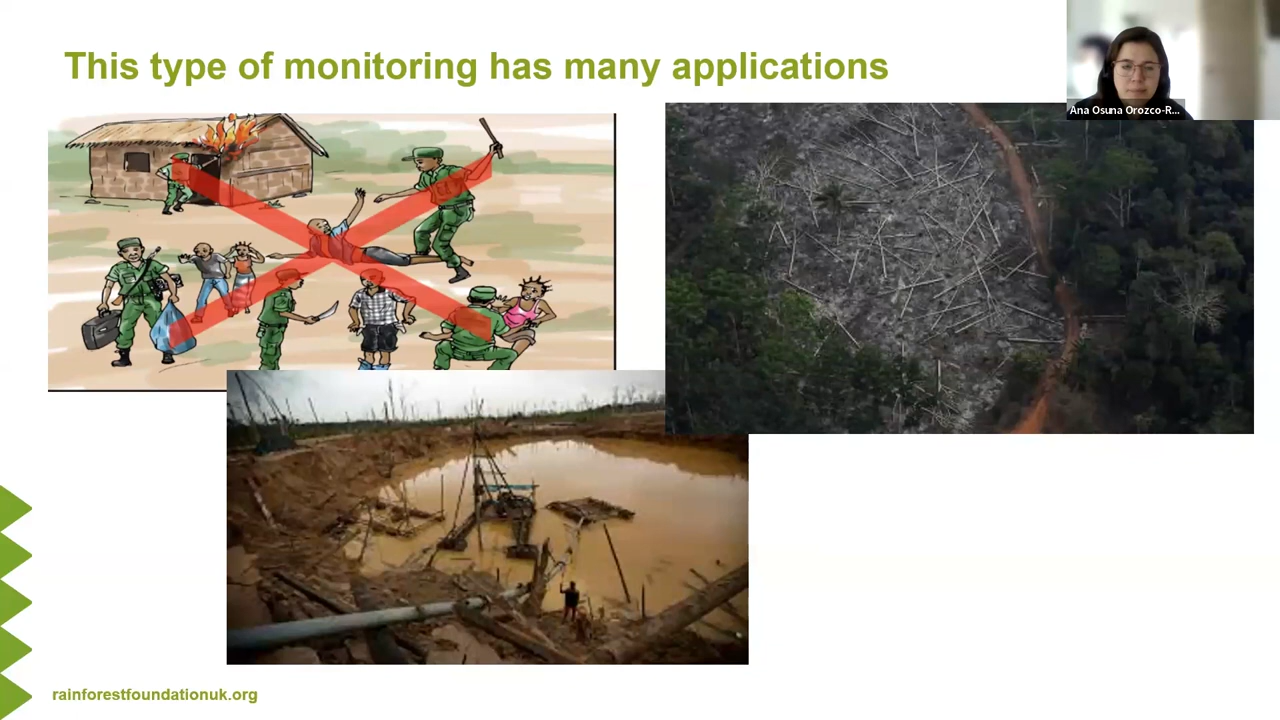 This type of monitoring has many applications
Ana Osuna Orozco-R...
rainforestfoundationuk.org